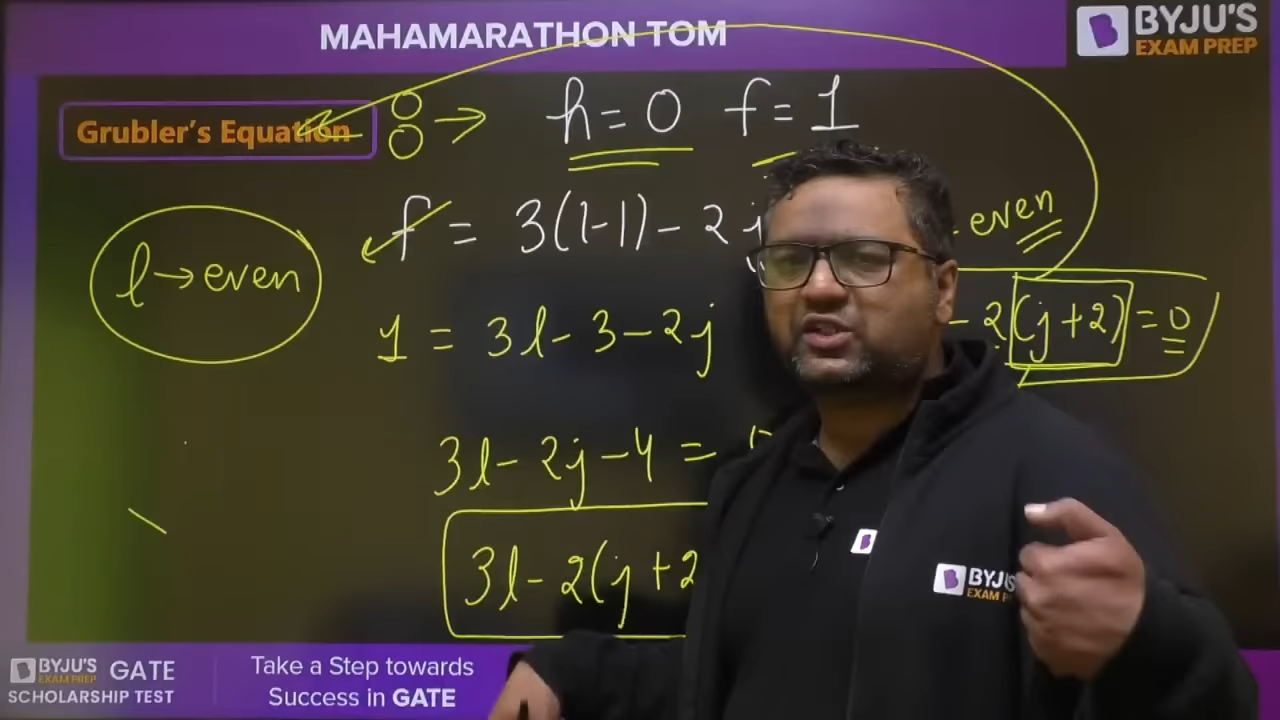 MAHAMARATHON TOM
BYJU'S
EXAM PREP
Grubler's Equation
8 → h=0 f=1
f = 3(l-1)-2j
even
l→even
1 = 3l-3-2j
- 2(j+2) = 0
3l-2j-4 =
3l-2(j+2
BYJU'S
EXAM P
BYJU'S
EXAM PREP
GATE
SCHOLARSHIP TEST
Take a Step towards
Success in GATE